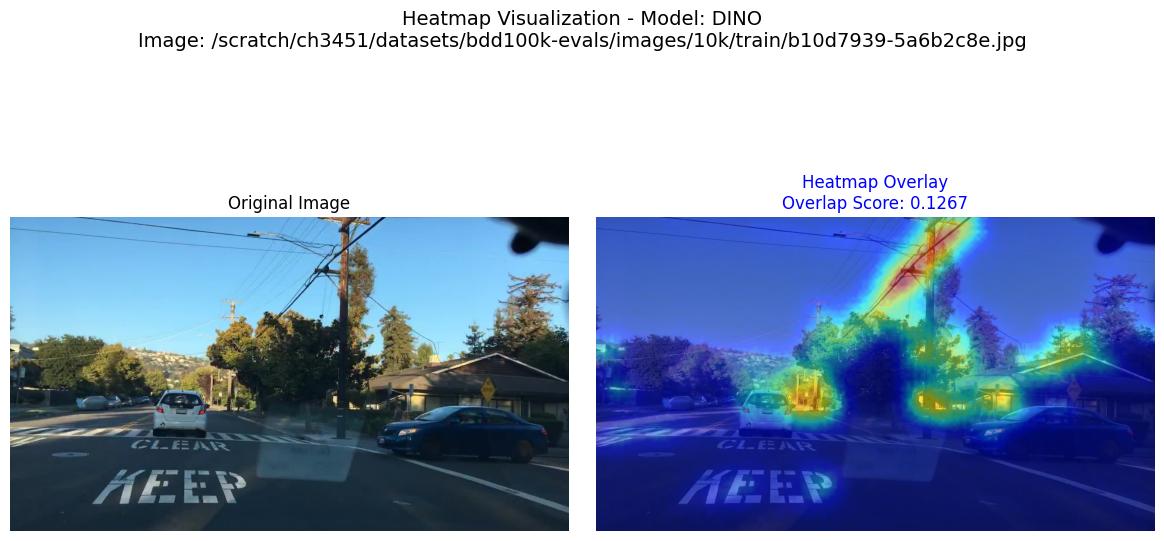 Heatmap Visualization - Model: DINO
Image: /scratch/ch3451/datasets/bdd100k-evals/images/10k/train/b10d7939-5a6b2c8e.jpg
Original Image
Heatmap Overlay
Overlap Score: 0.1267
CLEAR
KEEP
CLEAR
KEEP